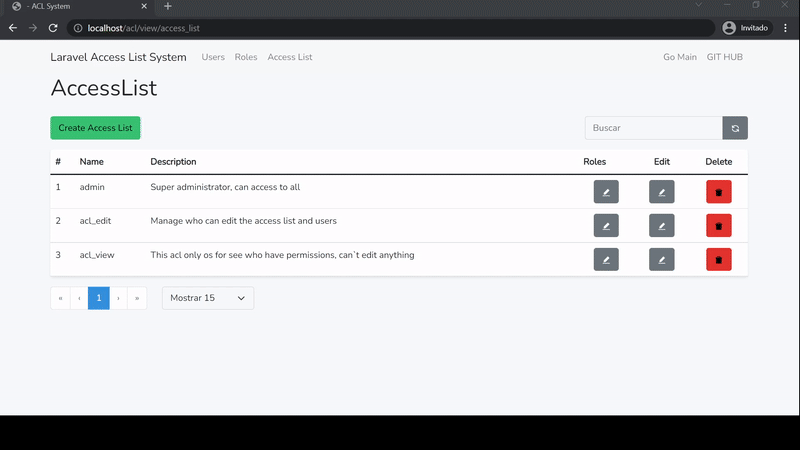 - ACL System
localhost/acl/view/access_list
Invitado
Laravel Access List System Users Roles Access List Go Main GIT HUB
AccessList
Create Access List Buscar
# Name Description Roles Edit Delete
1 admin Super administrator, can access to all
2 acl_edit Manage who can edit the access list and users
3 acl_view This acl only os for see who have permissions, can´t edit anything
« ‹ 1 › » Mostrar 15